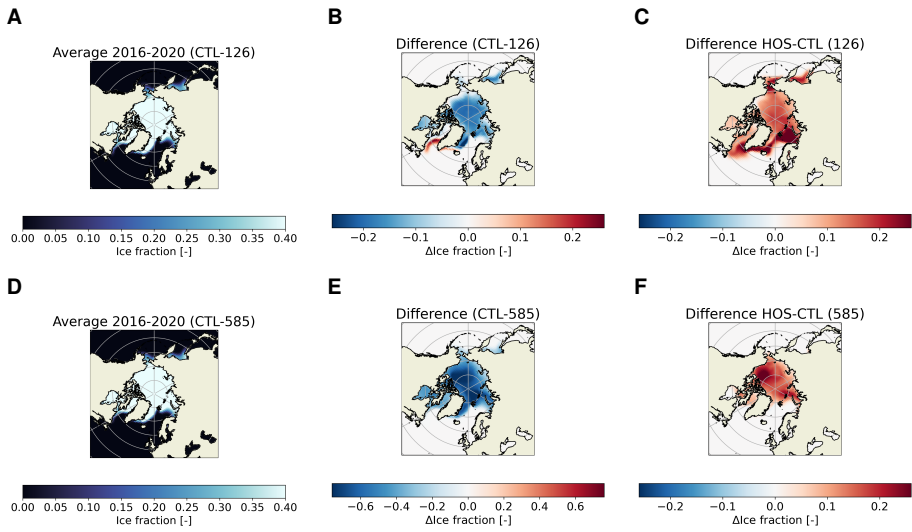 A
B
C
Average 2016-2020 (CTL-126)
Difference (CTL-126)
Difference HOS-CTL (126)
0.00 0.05 0.10 0.15 0.20 0.25 0.30 0.35 0.40
Ice fraction [-]
−0.2 −0.1 0.0 0.1 0.2
ΔIce fraction [-]
−0.2 −0.1 0.0 0.1 0.2
ΔIce fraction [-]
D
E
F
Average 2016-2020 (CTL-585)
Difference (CTL-585)
Difference HOS-CTL (585)
0.00 0.05 0.10 0.15 0.20 0.25 0.30 0.35 0.40
Ice fraction [-]
−0.6 −0.4 −0.2 0.0 0.2 0.4 0.6
ΔIce fraction [-]
−0.2 −0.1 0.0 0.1 0.2
ΔIce fraction [-]